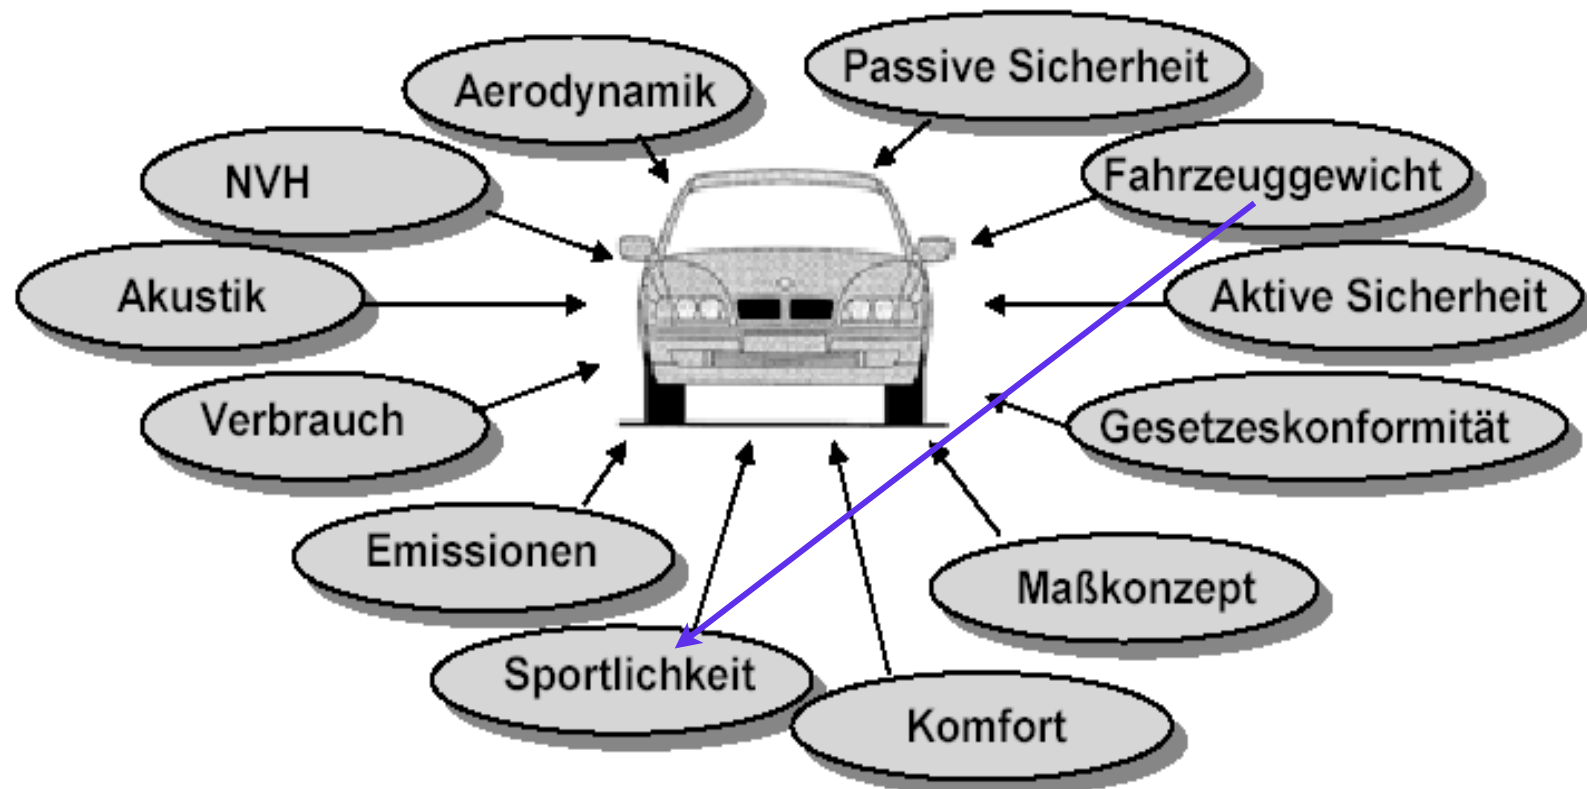 Aerodynamik
Passive Sicherheit
NVH
Fahrzeuggewicht
Akustik
Aktive Sicherheit
Verbrauch
Gesetzeskonformität
Emissionen
Maßkonzept
Sportlichkeit
Komfort